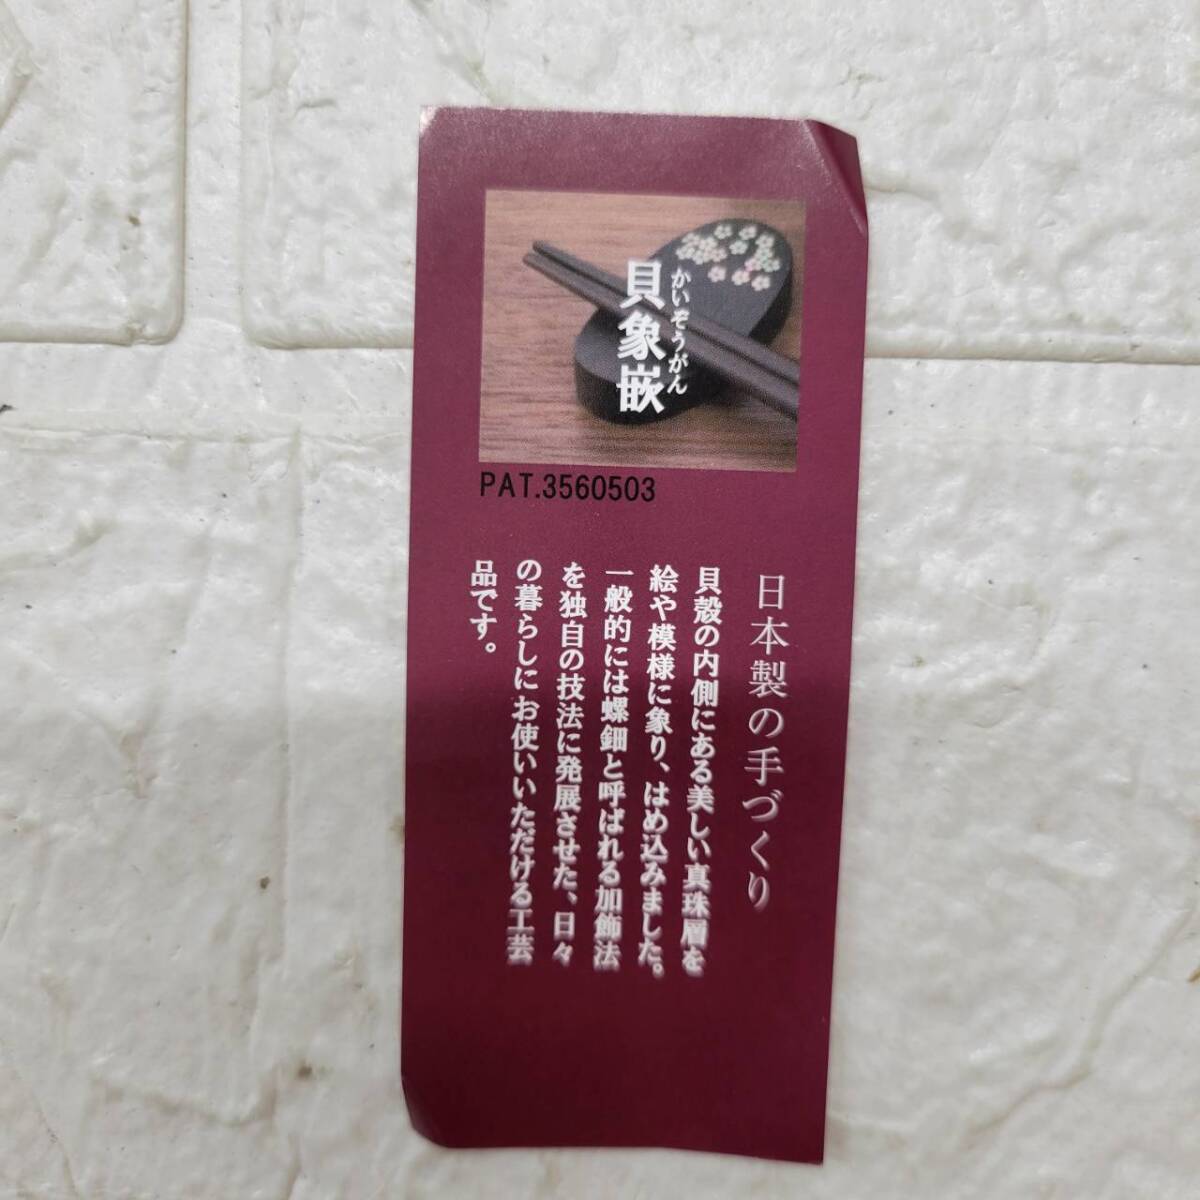 貝象嵌
かいぞうがん
PAT.3560503
日本製の手づくり
貝殻の内側にある美しい真珠層を
絵や模様に象り、はめ込みました。
一般的には螺鈿と呼ばれる加飾法
を独自の技法に発展させた、日々
の暮らしにお使いいただける工芸
品です。